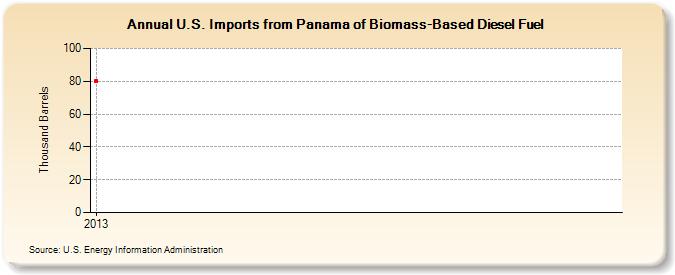 Annual U.S. Imports from Panama of Biomass-Based Diesel Fuel
Thousand Barrels
100
80
60
40
20
0
2013
Source: U.S. Energy Information Administration